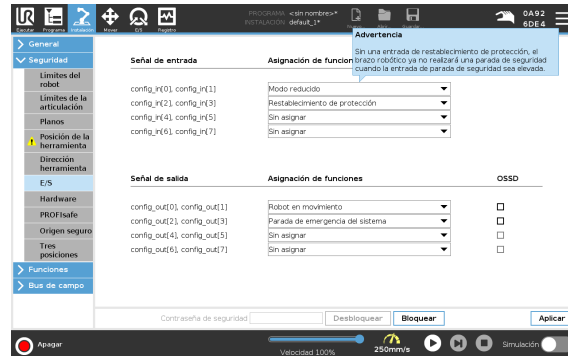 Ejecutar Programa Instalación Mover E/S Registro
PROGRAMA <sin nombre>*
INSTALACIÓN default_1*
0A92
6DE4
Advertencia
Sin una entrada de restablecimiento de protección, el
brazo robótico ya no realizará una parada de seguridad
cuando la entrada de parada de seguridad sea elevada.
General
Seguridad
Límites del
robot
Límites de la
articulación
Planos
Posición de la
herramienta
Dirección
herramienta
E/S
Hardware
PROFIsafe
Origen seguro
Tres
posiciones
Funciones
Bus de campo
Señal de entrada Asignación de funcion
config_in[0], config_in[1] Modo reducido
config_in[2], config_in[3] Restablecimiento de protección
config_in[4], config_in[5] Sin asignar
config_in[6], config_in[7] Sin asignar
Señal de salida Asignación de funciones OSSD
config_out[0], config_out[1] Robot en movimiento
config_out[2], config_out[3] Parada de emergencia del sistema
config_out[4], config_out[5] Sin asignar
config_out[6], config_out[7] Sin asignar
Contraseña de seguridad Desbloquear Bloquear Aplicar
Apagar Velocidad 100% 250mm/s Simulación